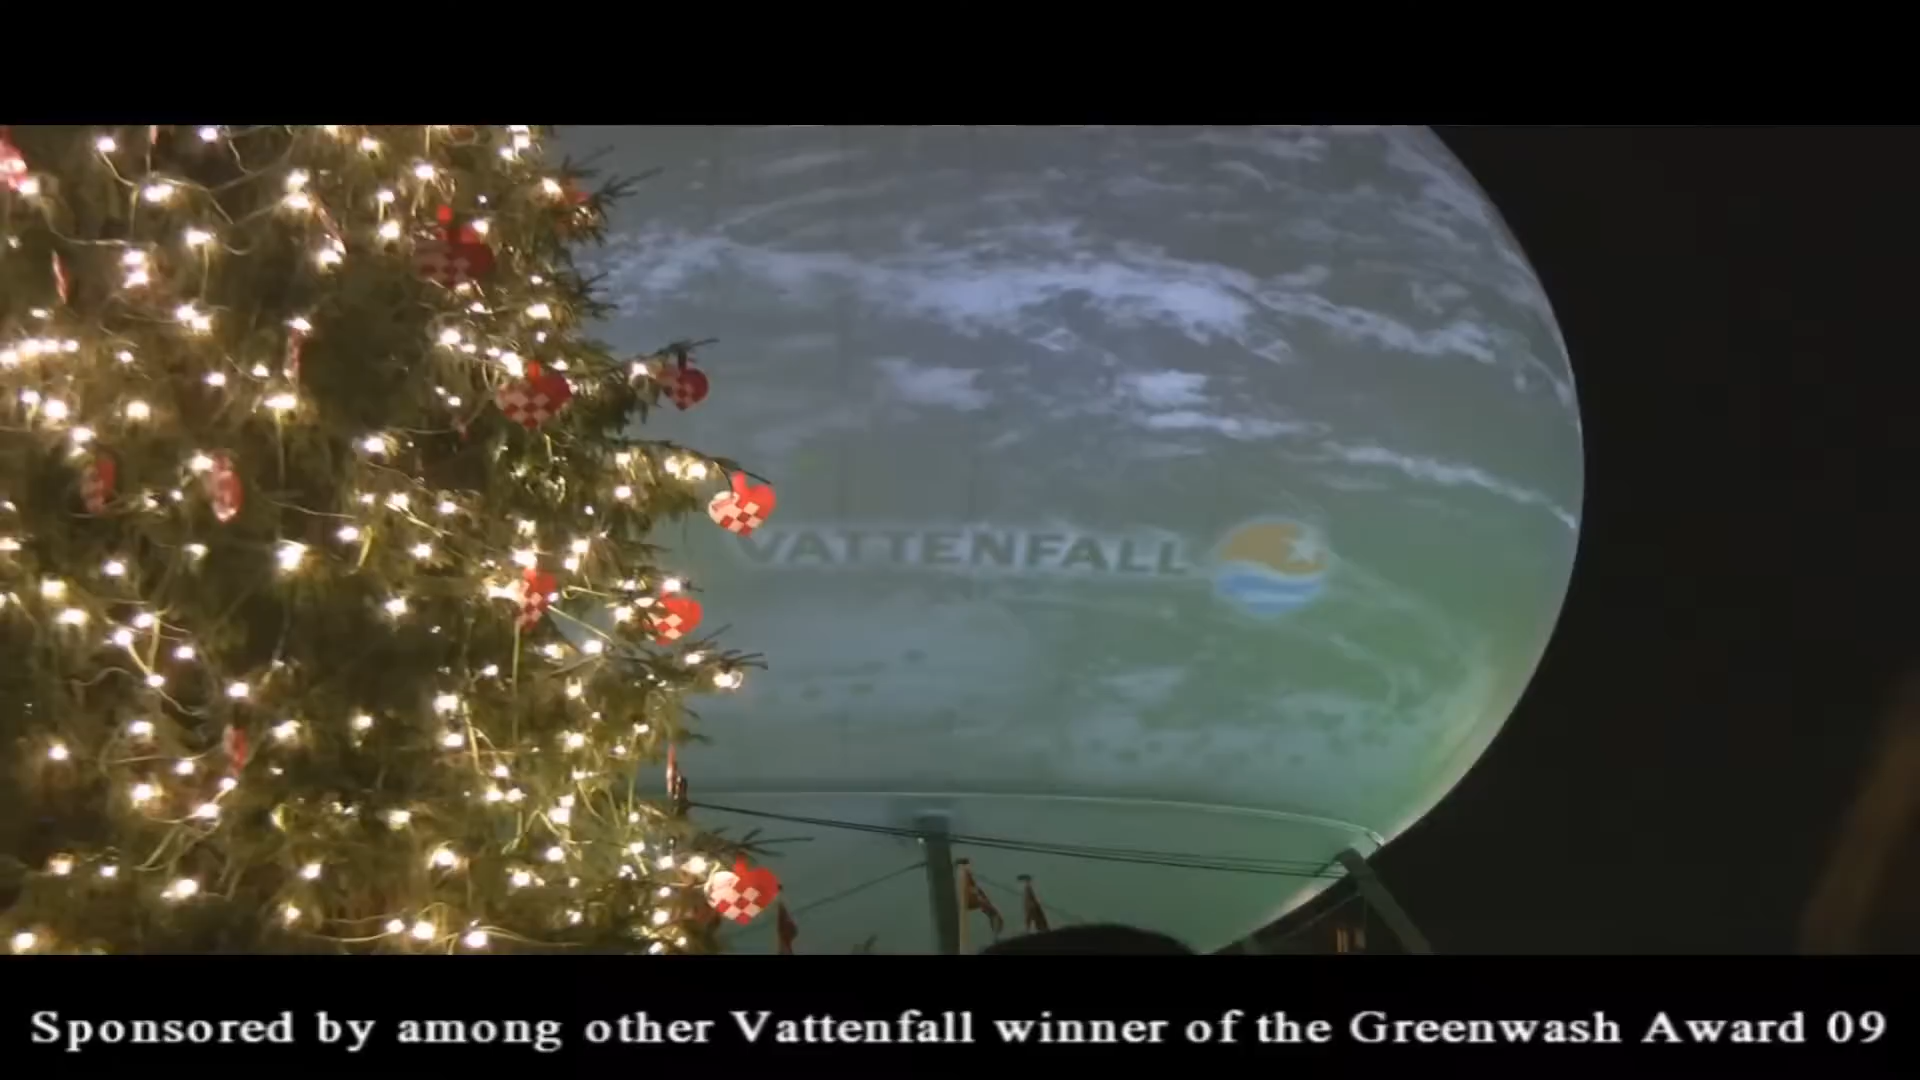 VATTENFALL
Sponsored by among other Vattenfall winner of the Greenwash Award 09